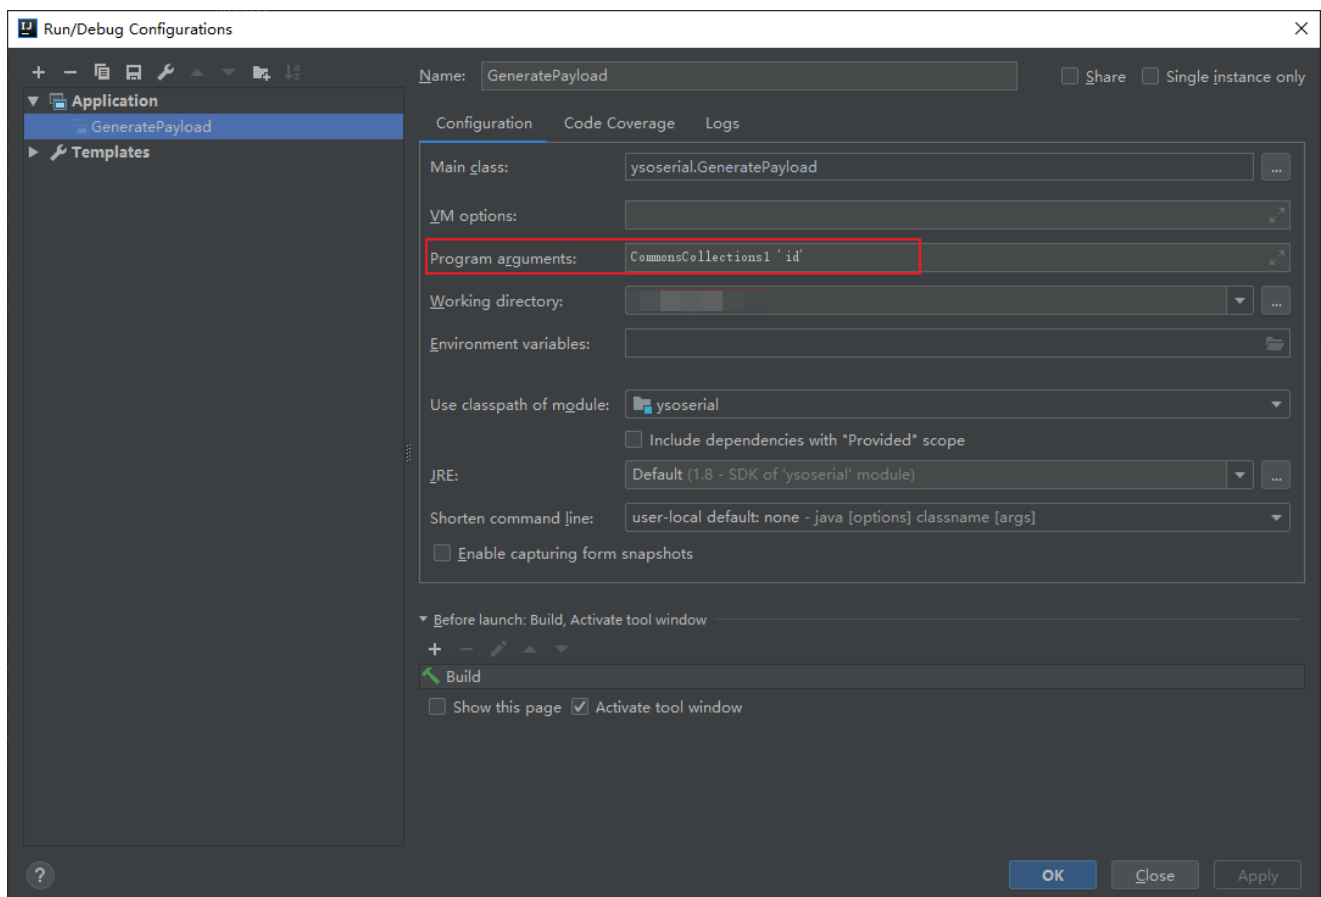 Run/Debug Configurations
Name: GeneratePayload Share Single instance only
Application
GeneratePayload
Templates
Configuration Code Coverage Logs
Main class: ysoserial.GeneratePayload ...
VM options:
Program arguments: CommonsCollections1 'id'
Working directory: ...
Environment variables:
Use classpath of module: ysoserial
Include dependencies with "Provided" scope
JRE: Default (1.8 - SDK of 'ysoserial' module) ...
Shorten command line: user-local default: none - java [options] classname [args]
Enable capturing form snapshots
Before launch: Build, Activate tool window
Build
Show this page Activate tool window
? OK Close Apply